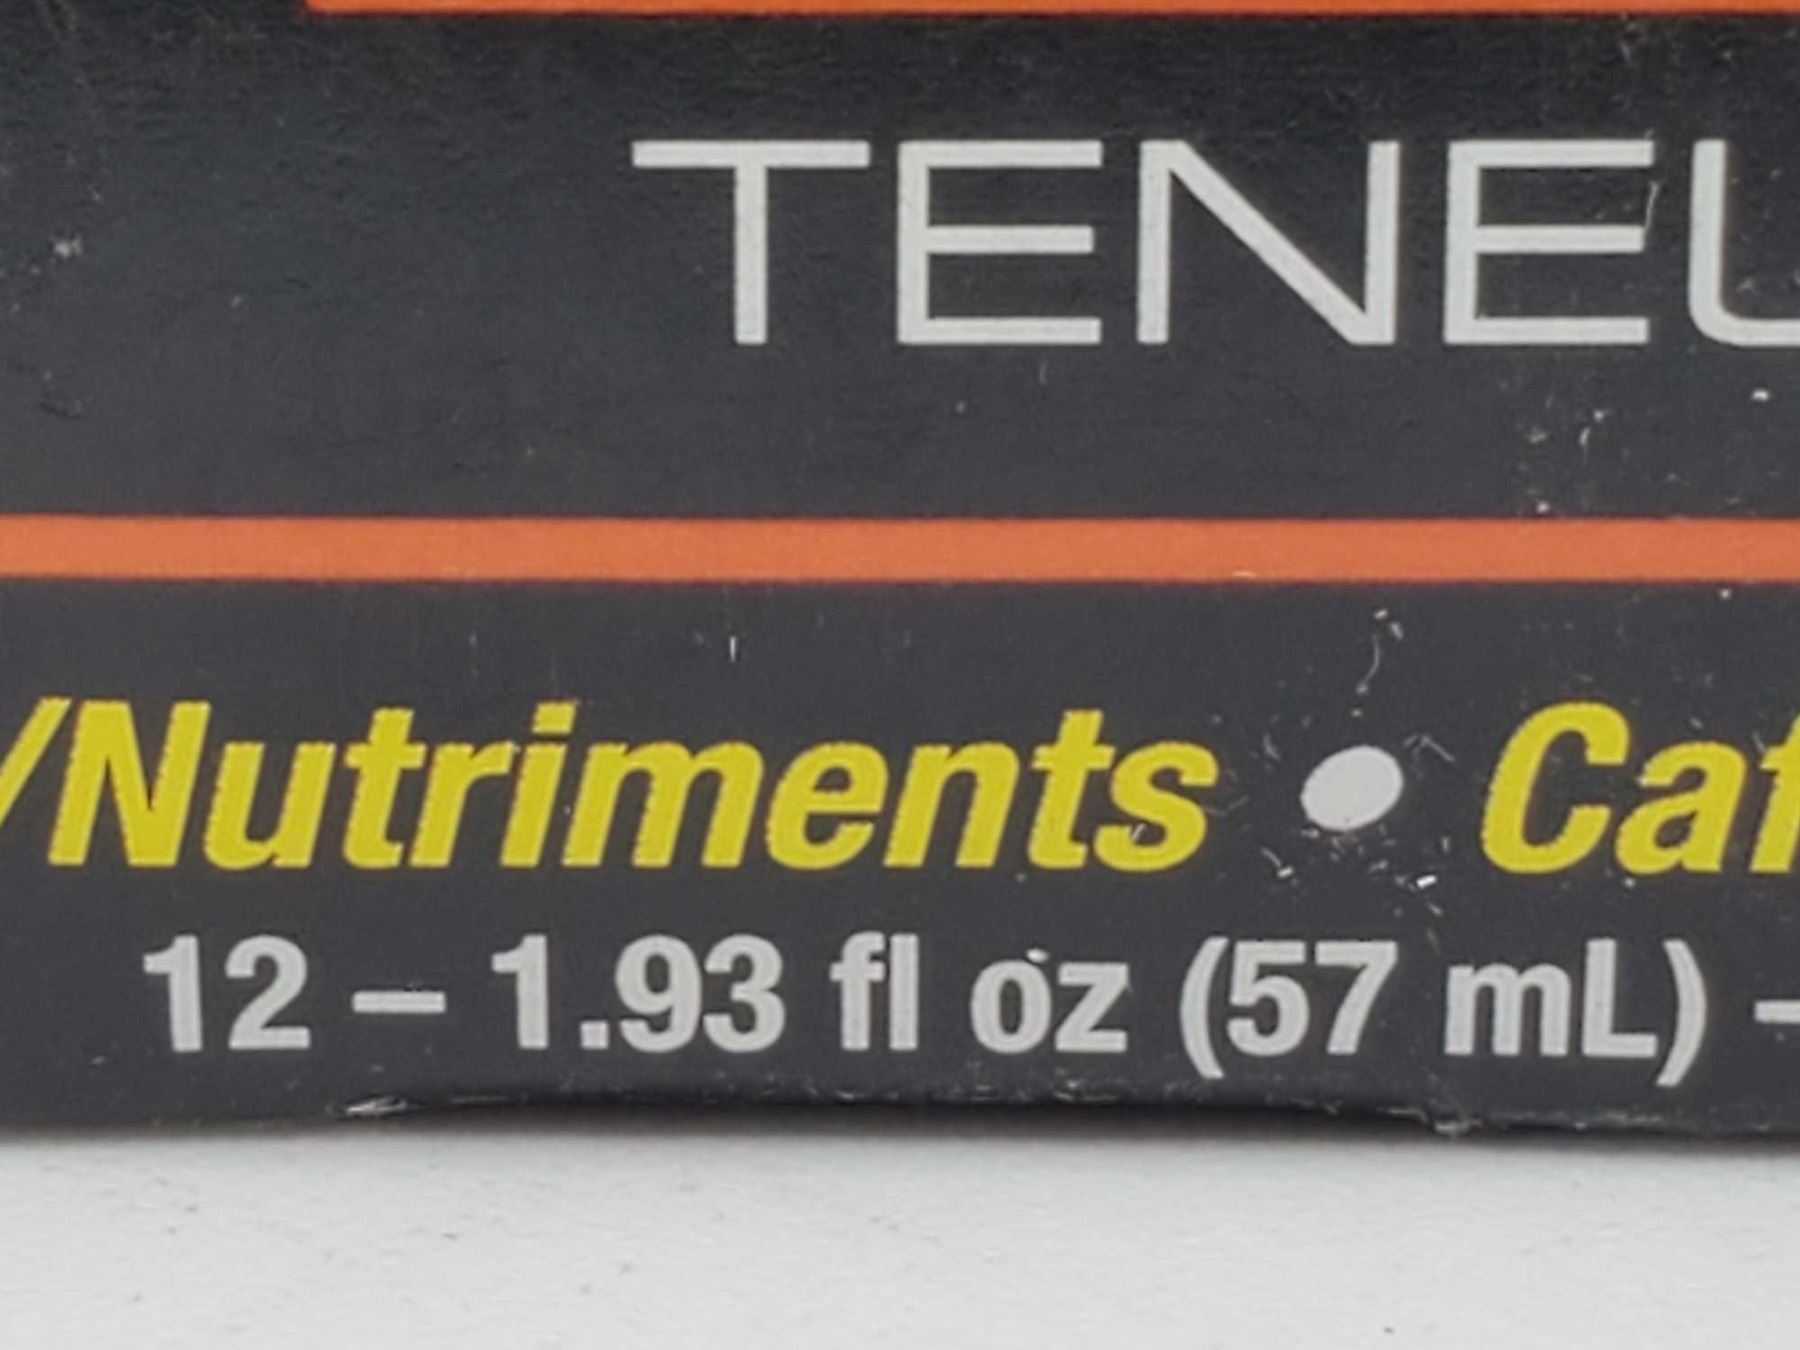 TENEU
/Nutriments • Caf
12 – 1.93 fl oz (57 mL) –